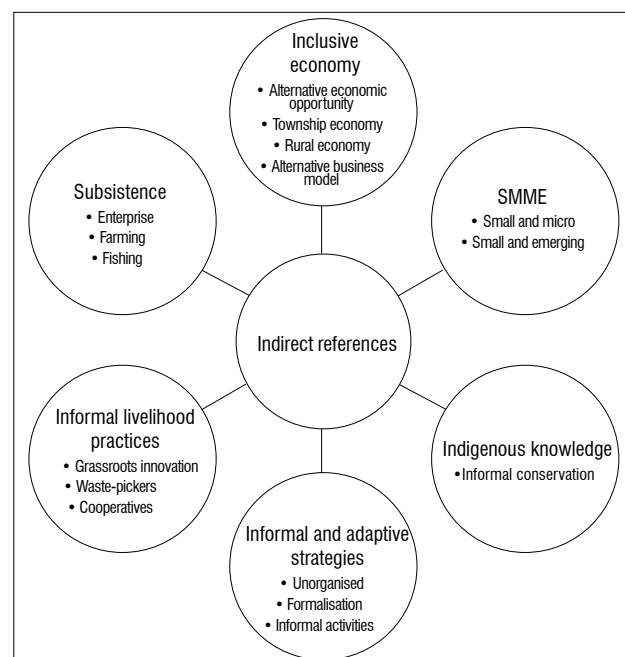 Inclusive
economy
• Alternative economic
opportunity
• Township economy
• Rural economy
• Alternative business
model
Subsistence
• Enterprise
• Farming
• Fishing
SMME
• Small and micro
• Small and emerging
Indirect references
Informal livelihood
practices
• Grassroots innovation
• Waste-pickers
• Cooperatives
Indigenous knowledge
• Informal conservation
Informal and adaptive
strategies
• Unorganised
• Formalisation
• Informal activities